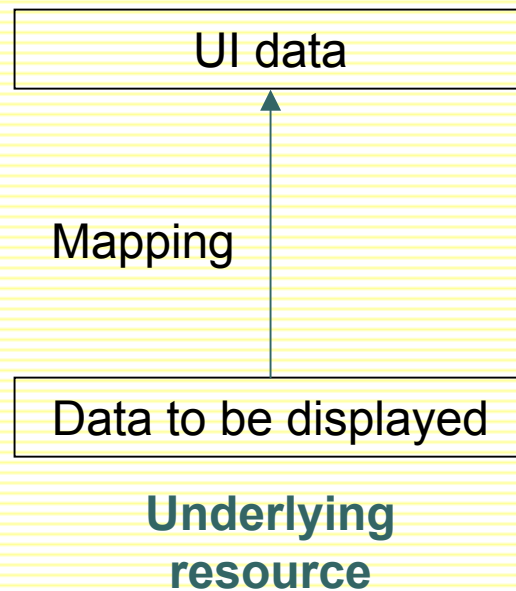 UI data
Mapping
Data to be displayed
Underlying
resource